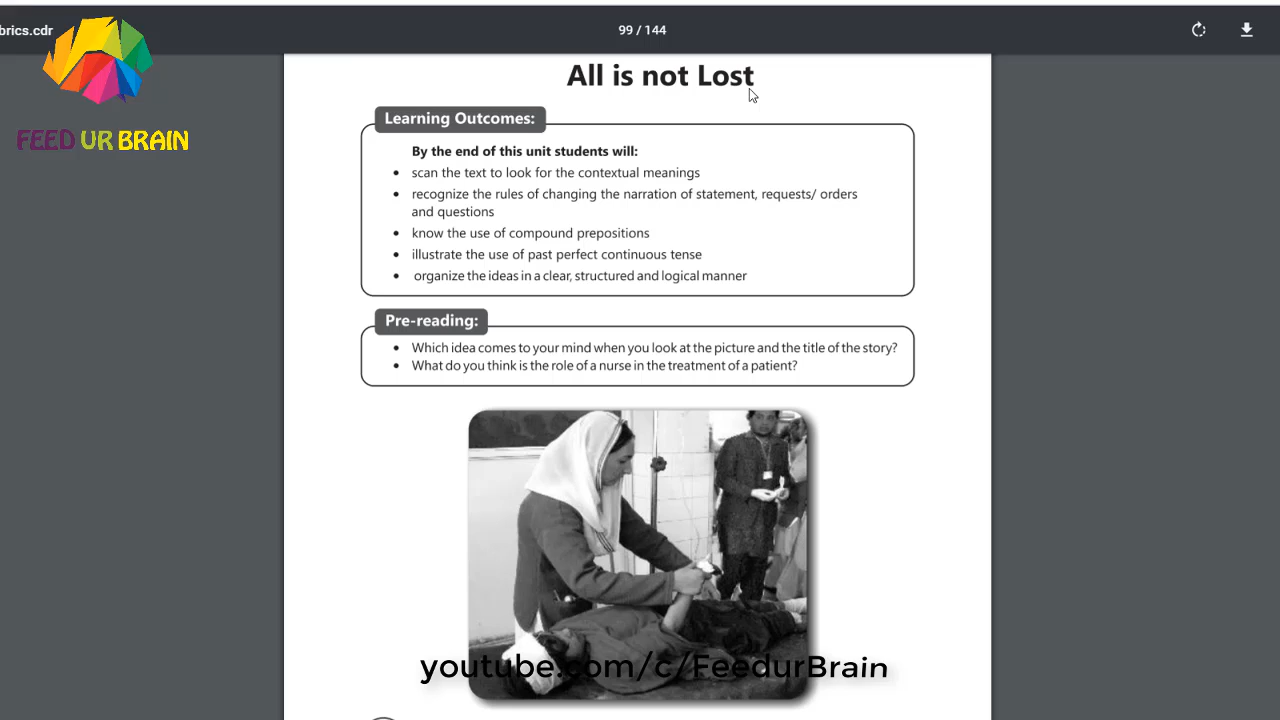 brics.cdr
99 / 144
FEED UR BRAIN
All is not Lost
Learning Outcomes:
By the end of this unit students will:
• scan the text to look for the contextual meanings
• recognize the rules of changing the narration of statement, requests/ orders
and questions
• know the use of compound prepositions
• illustrate the use of past perfect continuous tense
• organize the ideas in a clear, structured and logical manner
Pre-reading:
• Which idea comes to your mind when you look at the picture and the title of the story?
• What do you think is the role of a nurse in the treatment of a patient?
youtube.com/c/FeedurBrain